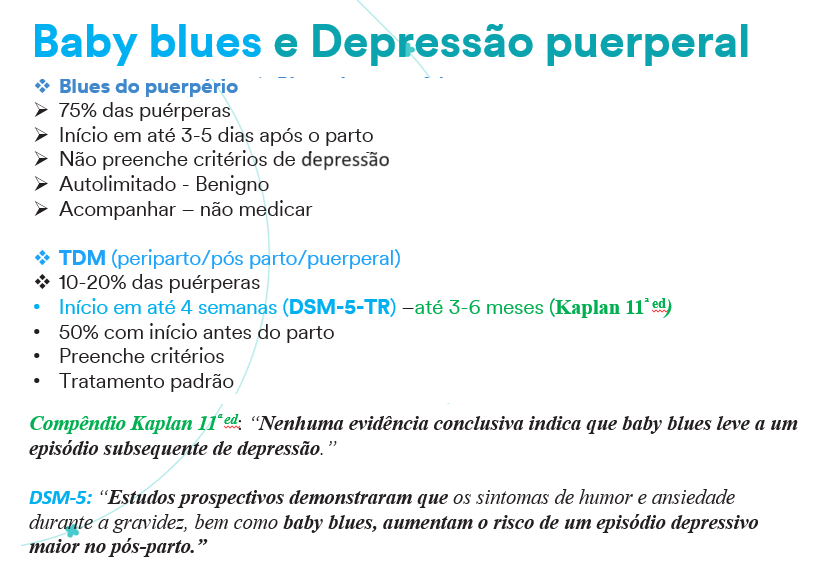 Baby blues e Depressão puerperal
❖ Blues do puerpério
➢ 75% das puérperas
➢ Início em até 3-5 dias após o parto
➢ Não preenche critérios de depressão
➢ Autolimitado - Benigno
➢ Acompanhar – não medicar
❖ TDM (periparto/pós parto/puerperal)
❖ 10-20% das puérperas
• Início em até 4 semanas (DSM-5-TR) –até 3-6 meses (Kaplan 11ª ed)
• 50% com início antes do parto
• Preenche critérios
• Tratamento padrão
Compêndio Kaplan 11ª ed: “Nenhuma evidência conclusiva indica que baby blues leve a um
episódio subsequente de depressão.”
DSM-5: “Estudos prospectivos demonstraram que os sintomas de humor e ansiedade
durante a gravidez, bem como baby blues, aumentam o risco de um episódio depressivo
maior no pós-parto.”